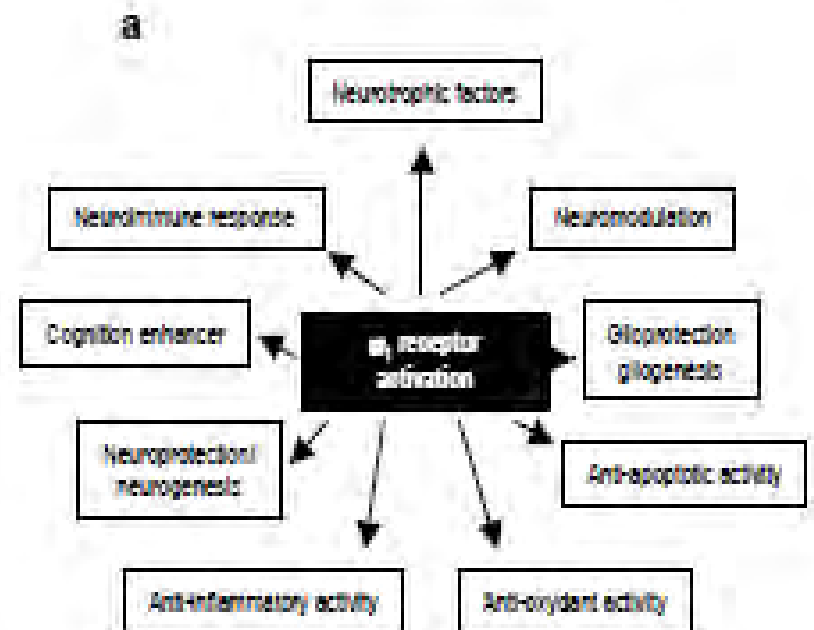 a
Neurotrophic factors
Neuroimmune response
Neuromodulation
Cognition enhancer
receptor
activation
Glioprotection
gliogenesis
Neuroprotection/
neurogenesis
Anti-apoptotic activity
Anti-inflammatory activity
Anti-oxydant activity